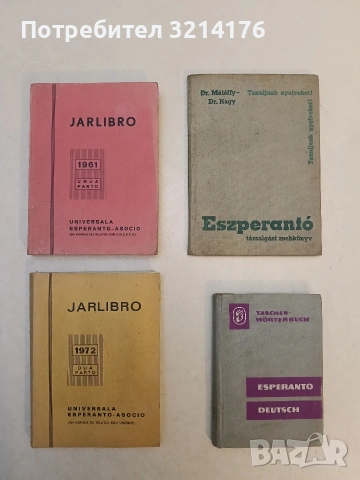 Потребител 3214176
JARLIBRO
1961
UNUA
PARTO
UNIVERSALA
ESPERANTO-ASOCIO
Dr. Mátéffy-
Dr. Nagy
Tanuljunk nyelveket!
Tanuljunk nyelveket!
Eszperantó
társalgási zsebkönyv
JARLIBRO
1972
DUA
PARTO
UNIVERSALA
ESPERANTO-ASOCIO
TASCHEN-
WÖRTERBUCH
ESPERANTO
DEUTSCH
BAZAR